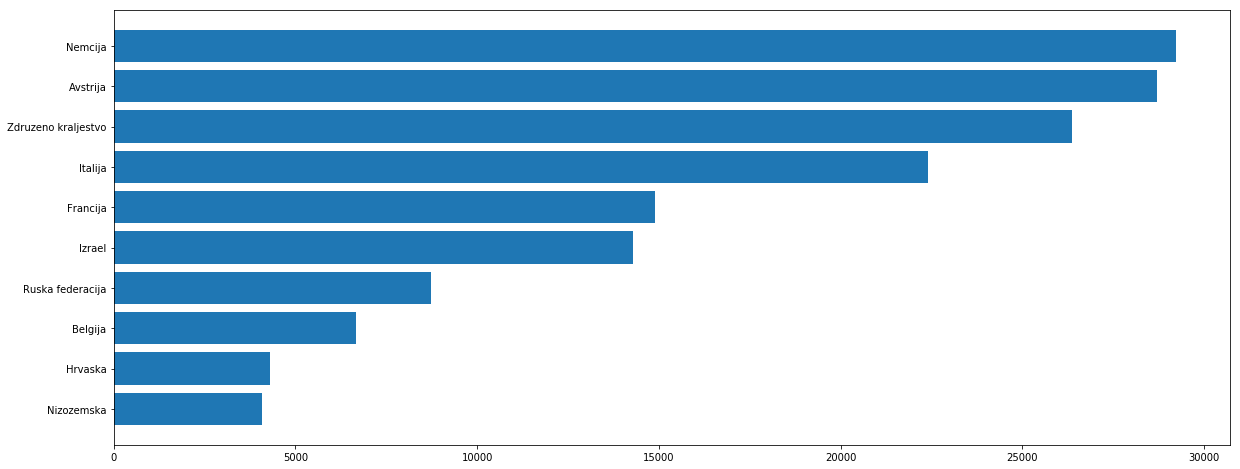 Nemcija
Avstrija
Zdruzeno kraljestvo
Italija
Francija
Izrael
Ruska federacija
Belgija
Hrvaska
Nizozemska
0 5000 10000 15000 20000 25000 30000